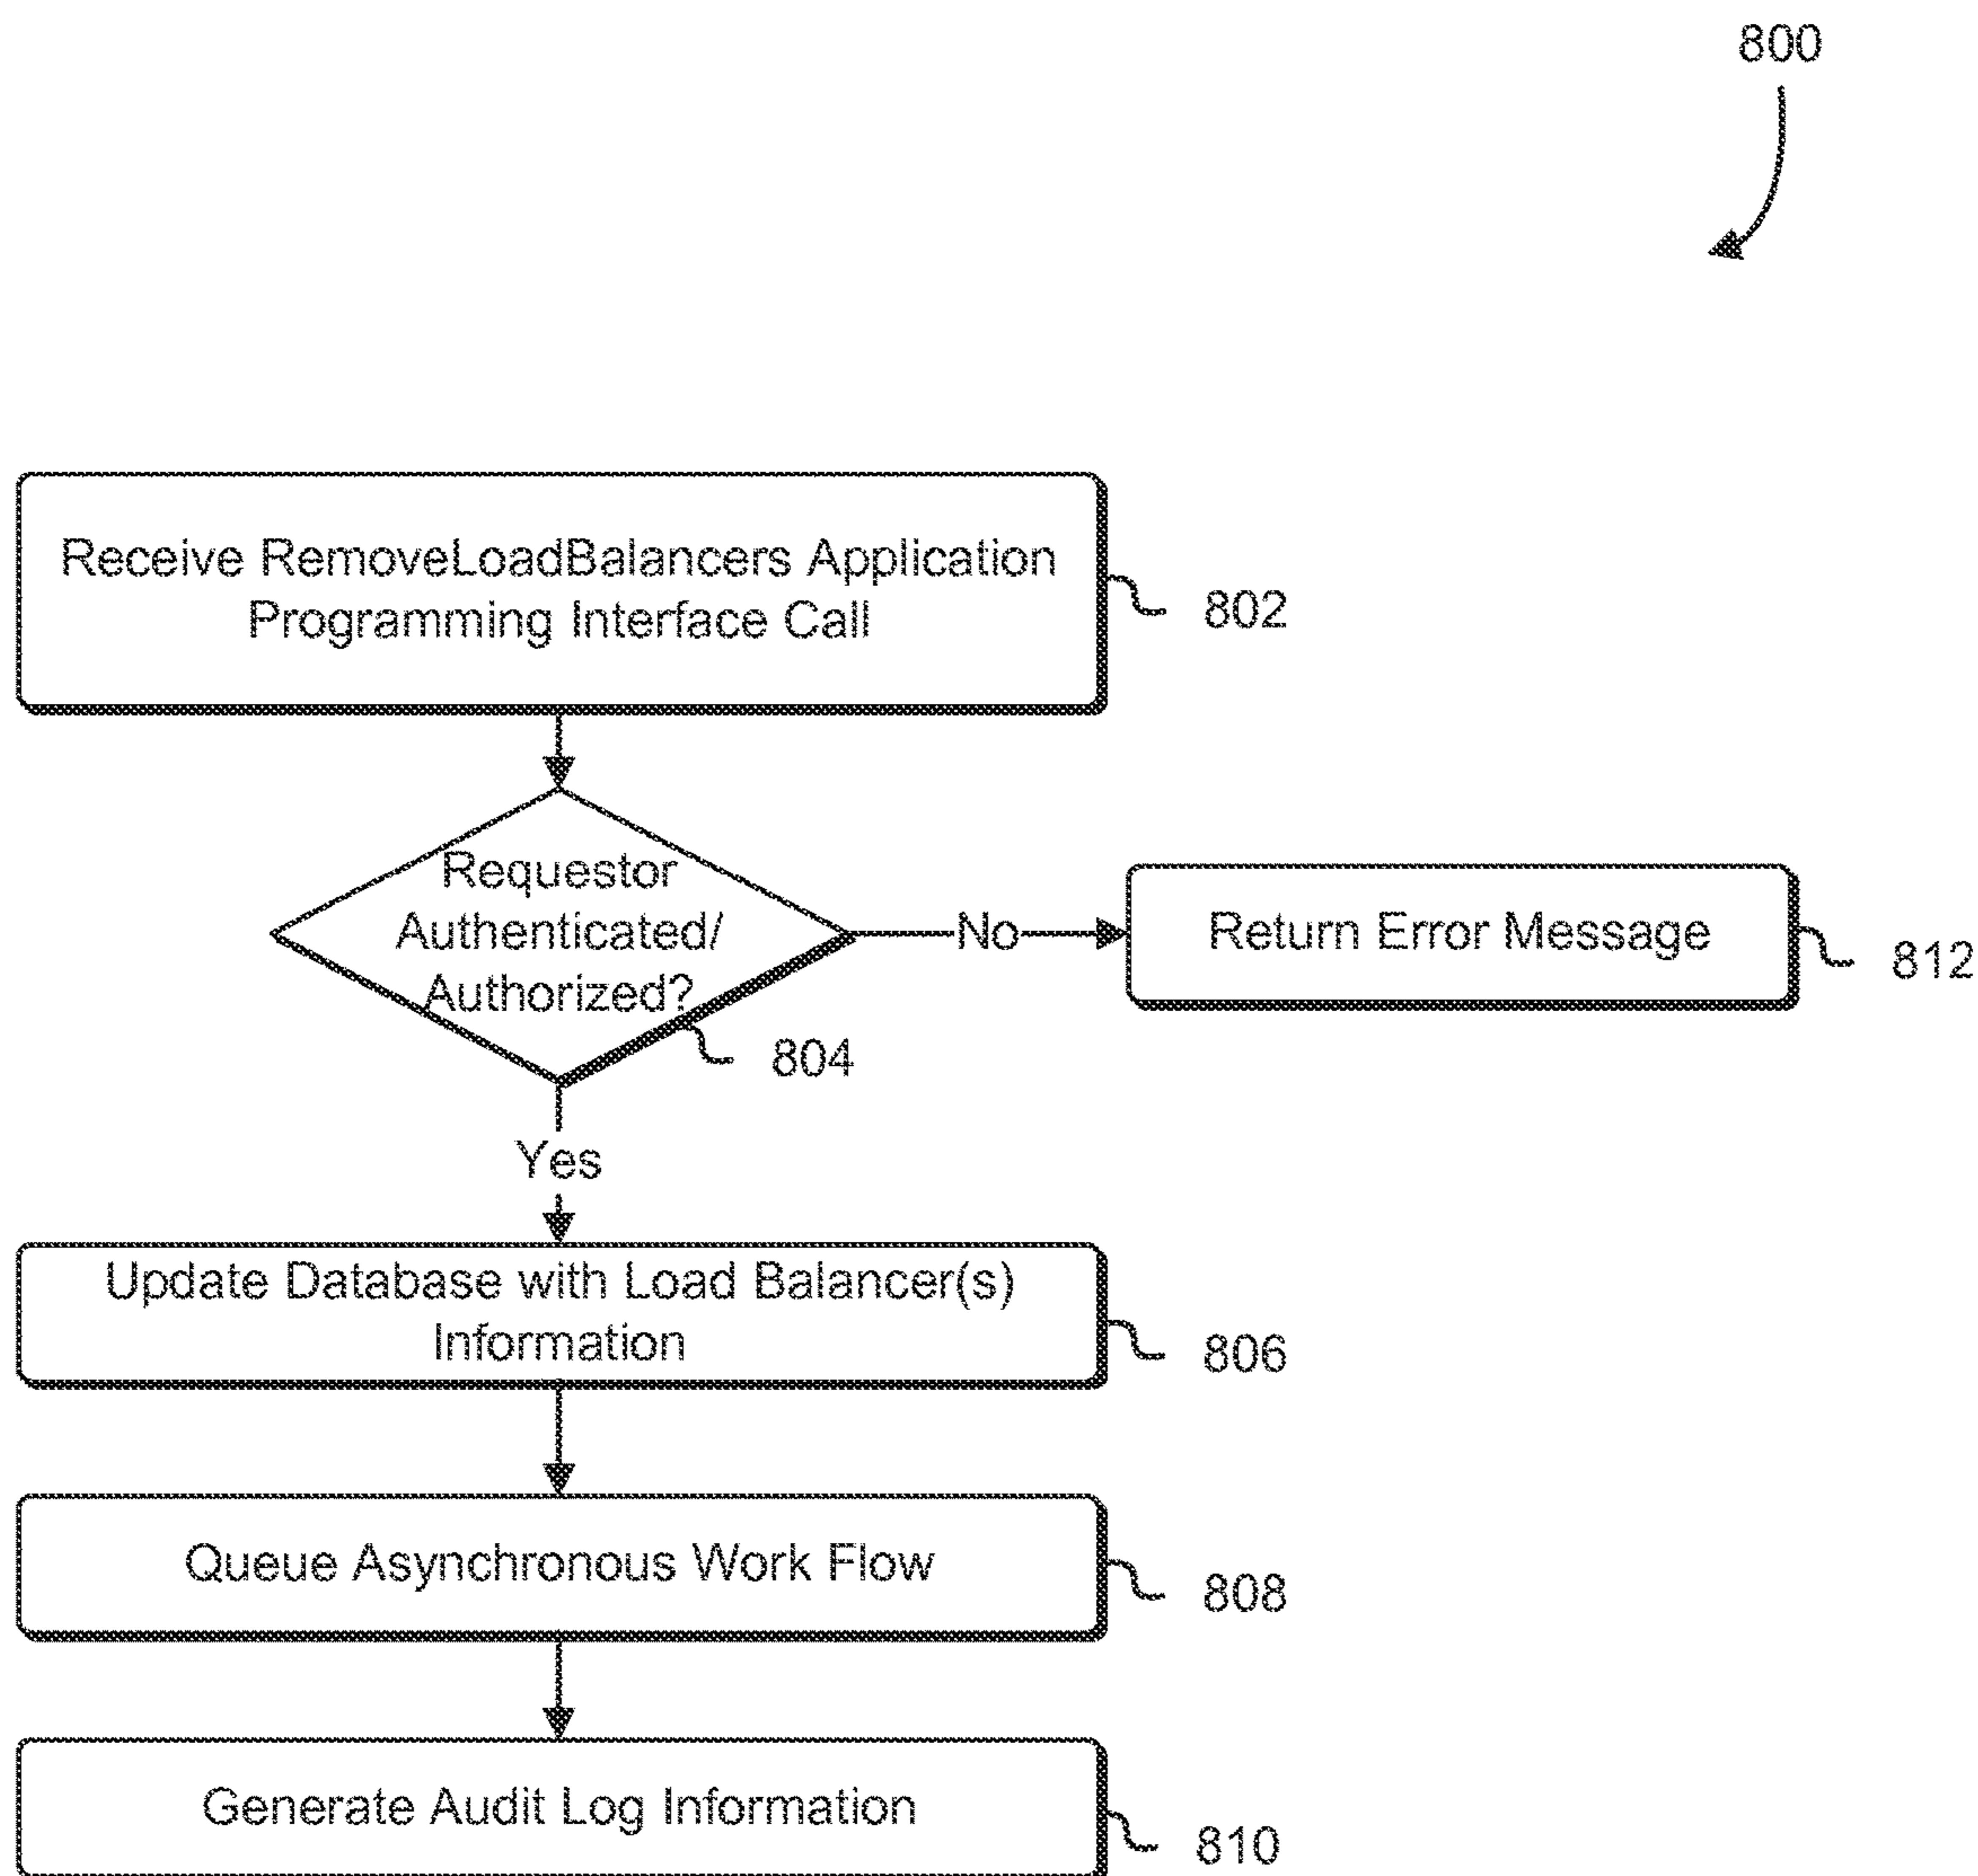 800
Receive RemoveLoadBalancers Application
Programming Interface Call
802
Requestor
Authenticated/
Authorized?
804
No
Return Error Message
812
Yes
Update Database with Load Balancer(s)
Information
806
Queue Asynchronous Work Flow
808
Generate Audit Log Information
810